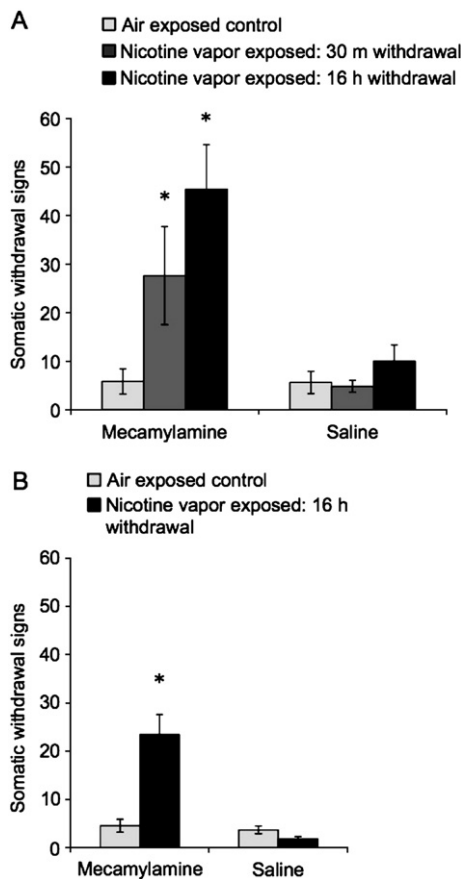 A
Air exposed control
Nicotine vapor exposed: 30 m withdrawal
Nicotine vapor exposed: 16 h withdrawal
Somatic withdrawal signs
60
50
40
30
20
10
0
*
*
Mecamylamine
Saline
B
Air exposed control
Nicotine vapor exposed: 16 h
withdrawal
Somatic withdrawal signs
60
50
40
30
20
10
0
*
Mecamylamine
Saline